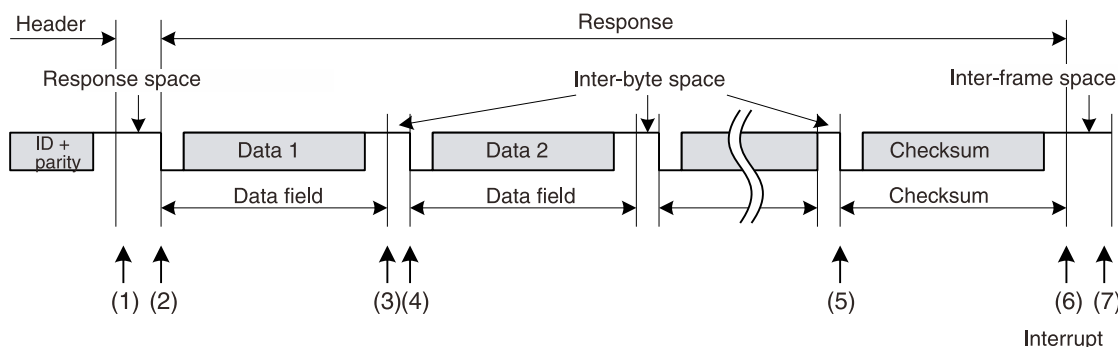 Header
Response
Response space
Inter-byte space
Inter-frame space
ID +
parity
Data 1
Data 2
Checksum
Data field
Data field
Checksum
(1)
(2)
(3)
(4)
(5)
(6)
(7)
Interrupt